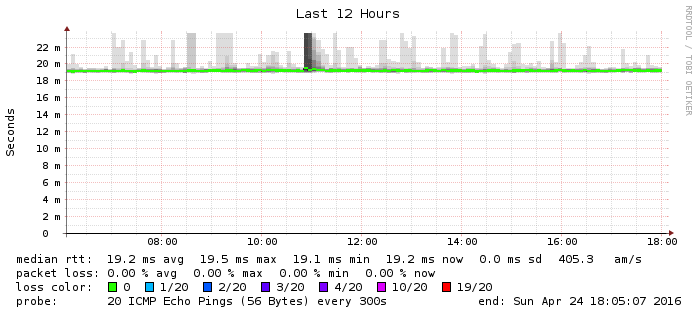 Last 12 Hours
RRDTOOL / TOBI OETIKER
Seconds
22 m
20 m
18 m
16 m
14 m
12 m
10 m
8 m
6 m
4 m
2 m
0
08:00 10:00 12:00 14:00 16:00 18:00
median rtt: 19.2 ms avg 19.5 ms max 19.1 ms min 19.2 ms now 0.0 ms sd 405.3 am/s
packet loss: 0.00 % avg 0.00 % max 0.00 % min 0.00 % now
loss color: 0 1/20 2/20 3/20 4/20 10/20 19/20
probe: 20 ICMP Echo Pings (56 Bytes) every 300s end: Sun Apr 24 18:05:07 2016